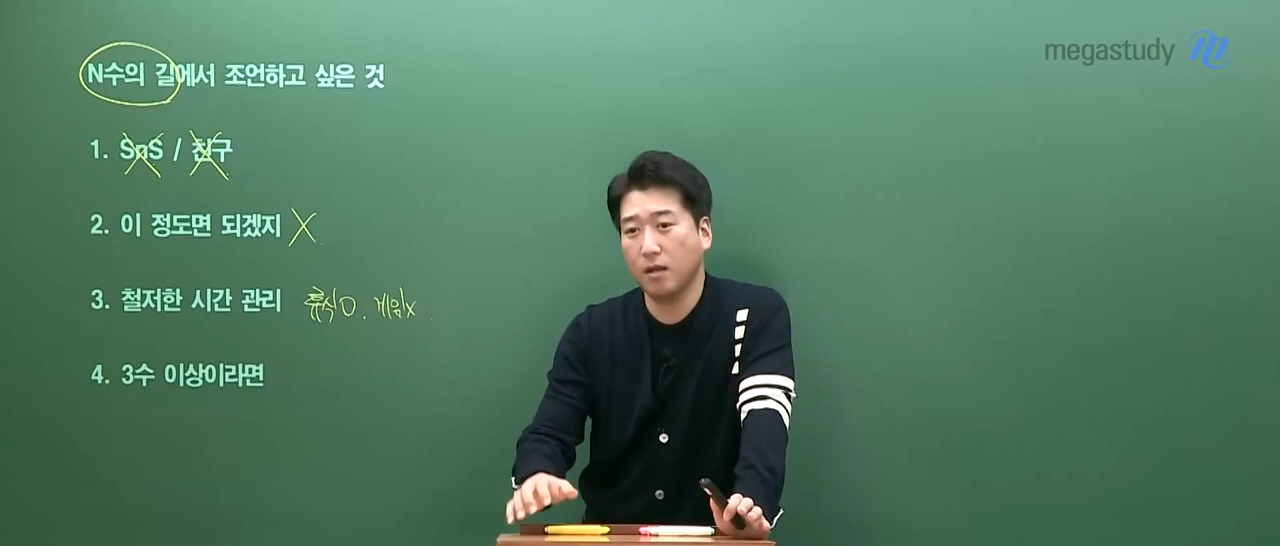 megastudy
N수의 길에서 조언하고 싶은 것
1. SnS / 친구
2. 이 정도면 되겠지 X
3. 철저한 시간 관리 휴식O. 게임x.
4. 3수 이상이라면